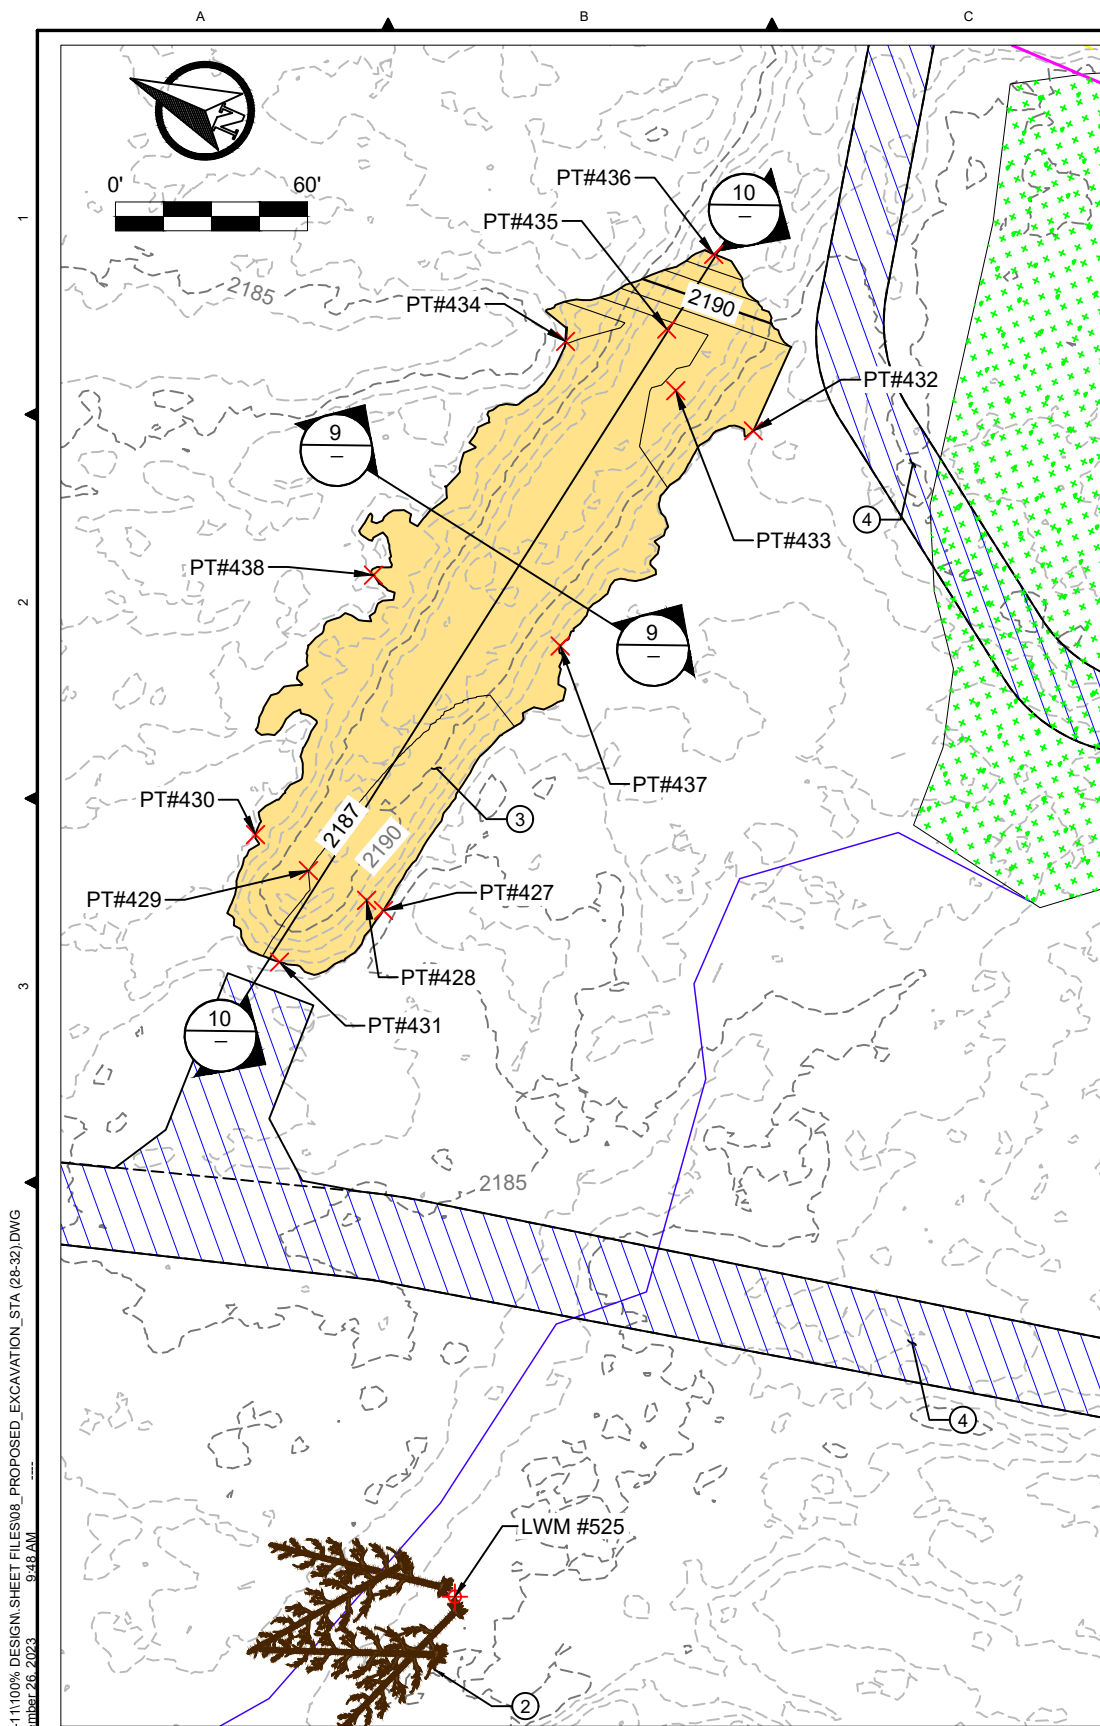 A
B
C
1
2
3
N
0'
60'
PT#436
10
–
PT#435
2185
PT#434
2190
PT#432
9
–
4
PT#433
PT#438
9
–
PT#437
PT#430
2187
3
2190
PT#429
PT#427
PT#428
10
–
PT#431
2185
4
LWM #525
2
-11\100% DESIGN\.SHEET FILES\08_PROPOSED_EXCAVATION_STA (28-32).DWG
mber 26, 2023 9:48 AM ----